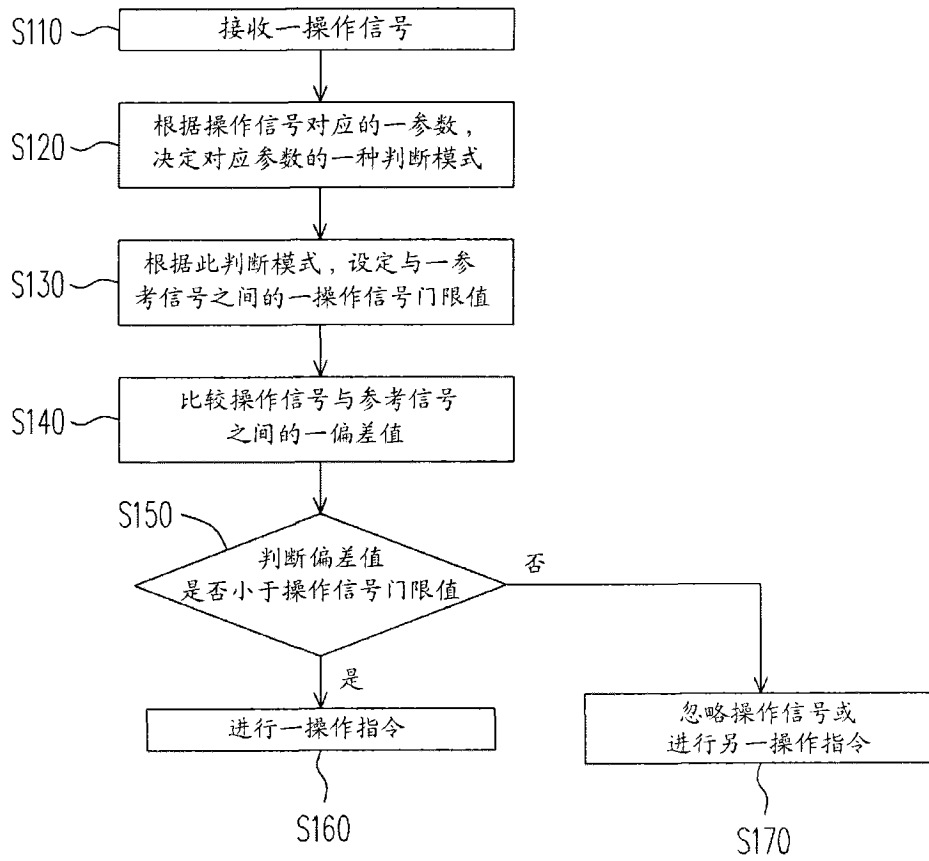 S110
接收一操作信号
S120
根据操作信号对应的一参数，
决定对应参数的一种判断模式
S130
根据此判断模式，设定与一参
考信号之间的一操作信号门限值
S140
比较操作信号与参考信号
之间的一偏差值
S150
判断偏差值
是否小于操作信号门限值
否
是
进行一操作指令
S160
忽略操作信号或
进行另一操作指令
S170